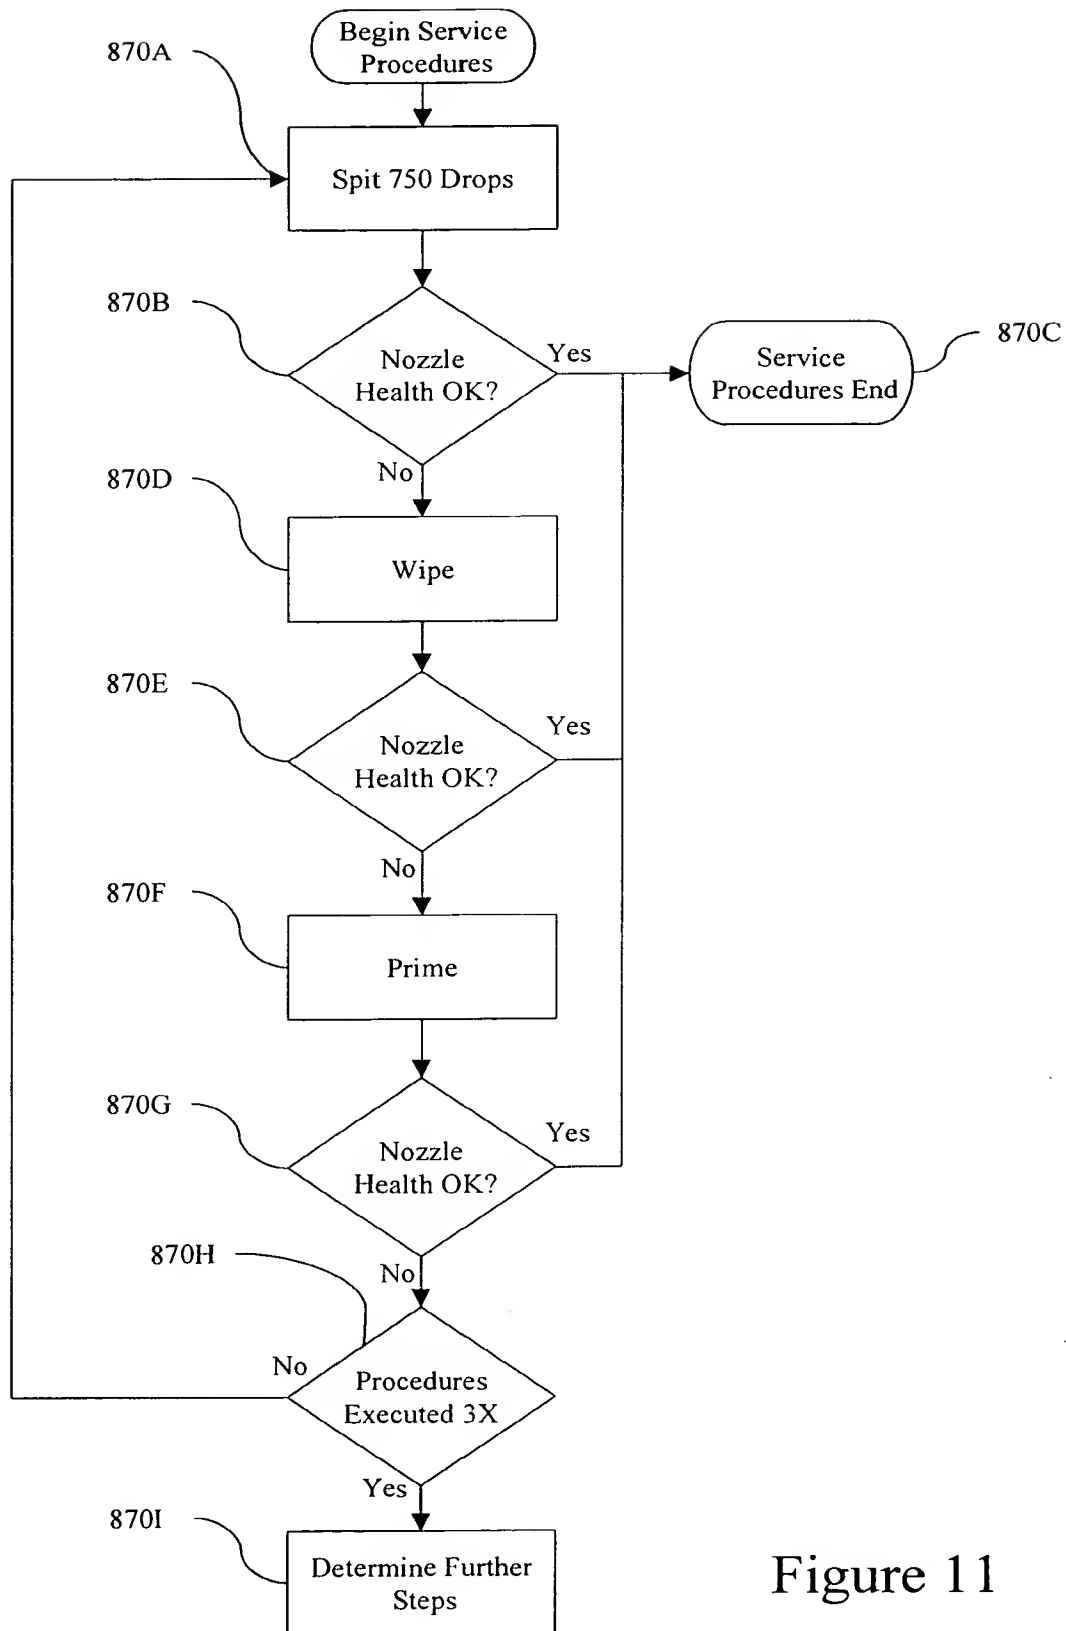 Begin Service
Procedures
870A
Spit 750 Drops
870B
Nozzle
Health OK?
Yes
Service
Procedures End
870C
No
870D
Wipe
870E
Nozzle
Health OK?
Yes
No
870F
Prime
870G
Nozzle
Health OK?
Yes
870H
No
No
Procedures
Executed 3X
Yes
870I
Determine Further
Steps
Figure 11